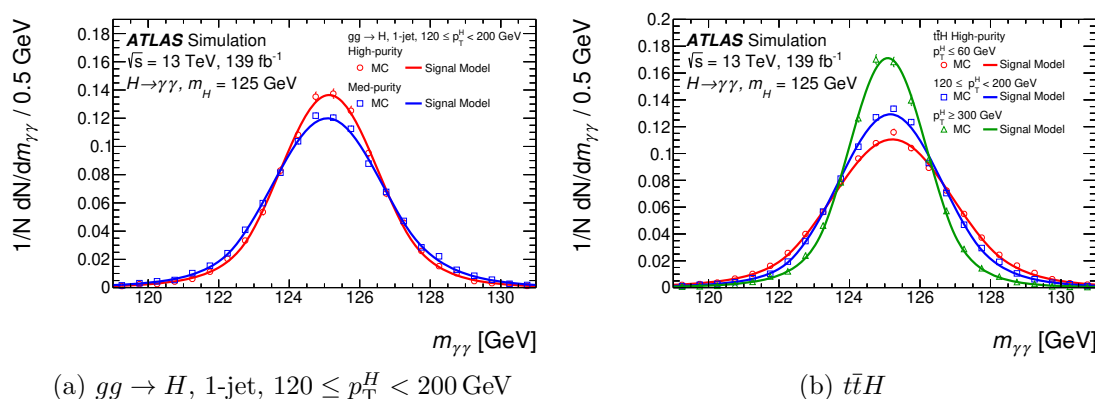 ATLAS Simulation
√s = 13 TeV, 139 fb⁻¹
H→γγ, m_H = 125 GeV
gg → H, 1-jet, 120 ≤ p_T^H < 200 GeV
High-purity
MC Signal Model
Med-purity
MC Signal Model
1/N dN/dm_γγ / 0.5 GeV
0.18
0.16
0.14
0.12
0.1
0.08
0.06
0.04
0.02
0
120 122 124 126 128 130
m_γγ [GeV]
(a) gg → H, 1-jet, 120 ≤ p_T^H < 200 GeV
ATLAS Simulation
√s = 13 TeV, 139 fb⁻¹
H→γγ, m_H = 125 GeV
tt̄H High-purity
p_T^H ≤ 60 GeV
MC Signal Model
120 ≤ p_T^H < 200 GeV
MC Signal Model
p_T^H ≥ 300 GeV
MC Signal Model
1/N dN/dm_γγ / 0.5 GeV
0.2
0.18
0.16
0.14
0.12
0.1
0.08
0.06
0.04
0.02
0
120 122 124 126 128 130
m_γγ [GeV]
(b) tt̄H